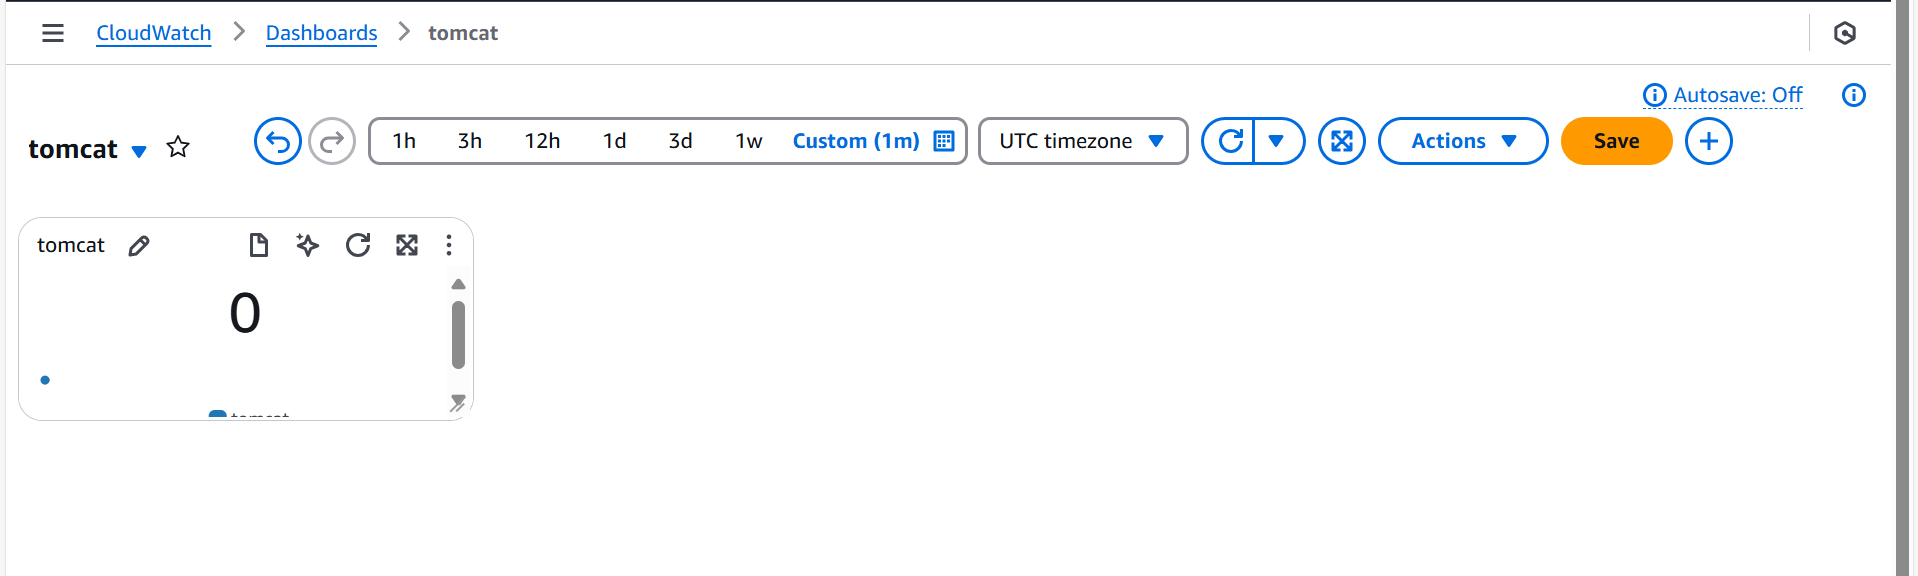 CloudWatch > Dashboards > tomcat
Autosave: Off
tomcat
1h 3h 12h 1d 3d 1w Custom (1m)
UTC timezone
Actions
Save
tomcat
0
tomcat